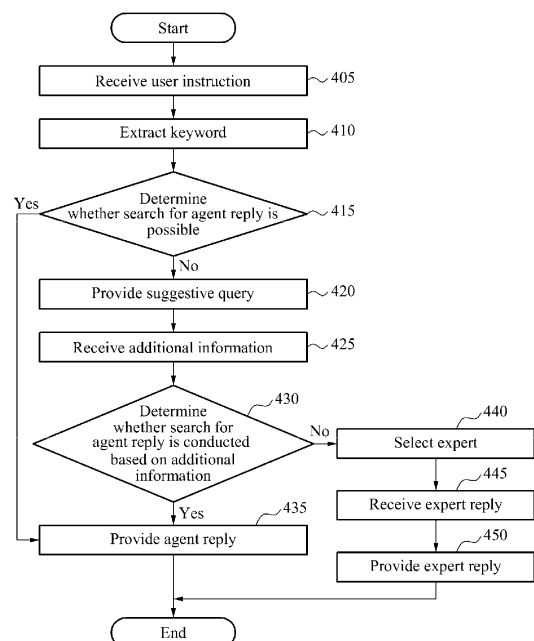 Start
Receive user instruction
405
Extract keyword
410
Determine
whether search for agent reply is
possible
415
Yes
No
Provide suggestive query
420
Receive additional information
425
Determine
whether search for
agent reply is conducted
based on additional
information
430
No
Select expert
440
Receive expert reply
445
Yes
Provide agent reply
435
Provide expert reply
450
End